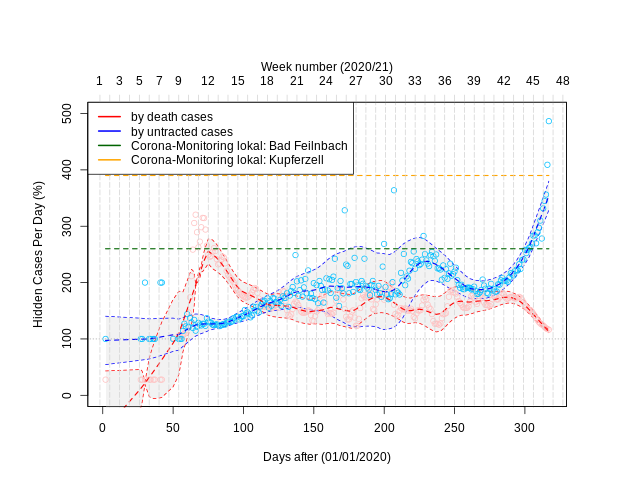 Week number (2020/21)
1 3 5 7 9 12 15 18 21 24 27 30 33 36 39 42 45 48
500
400
300
200
100
0
Hidden Cases Per Day (%)
by death cases
by untracted cases
Corona-Monitoring lokal: Bad Feilnbach
Corona-Monitoring lokal: Kupferzell
0 50 100 150 200 250 300
Days after (01/01/2020)